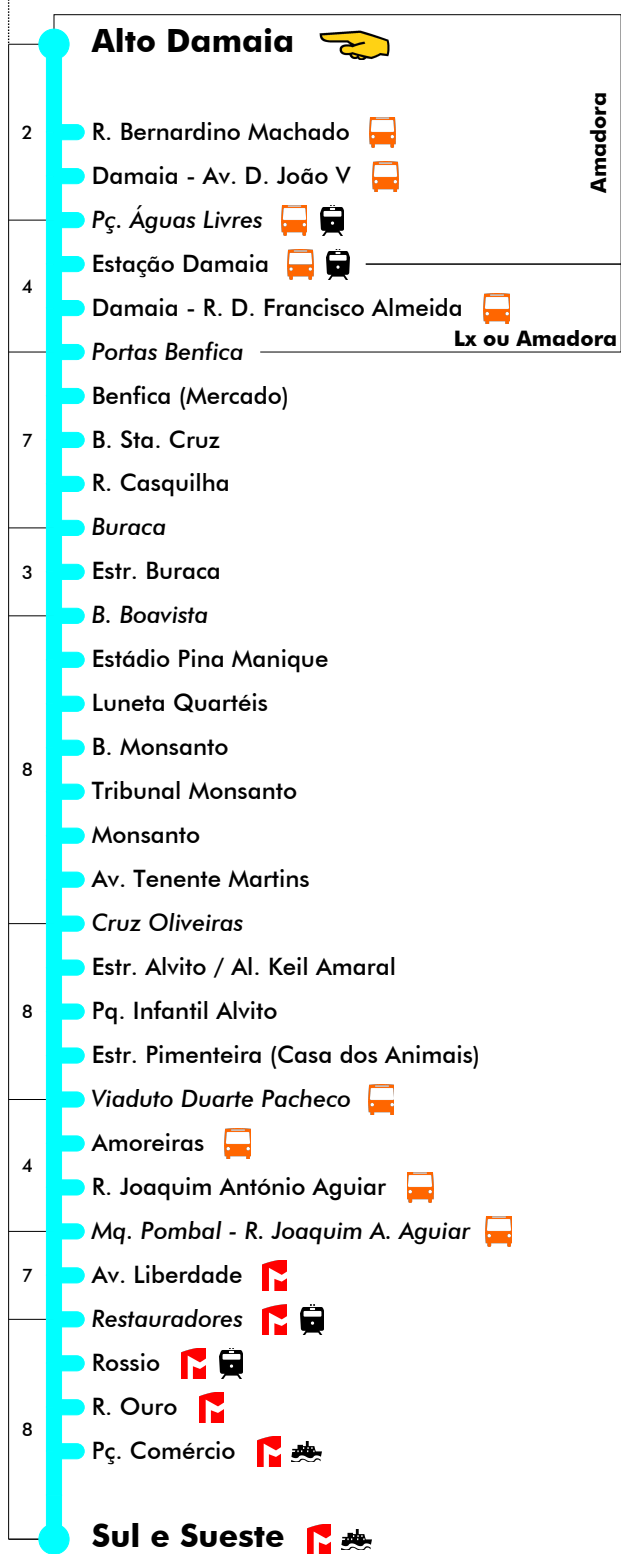 Alto Damaia
Amadora
2
R. Bernardino Machado
Damaia - Av. D. João V
Pç. Águas Livres
Estação Damaia
4
Damaia - R. D. Francisco Almeida
Lx ou Amadora
Portas Benfica
Benfica (Mercado)
7
B. Sta. Cruz
R. Casquilha
Buraca
3
Estr. Buraca
B. Boavista
Estádio Pina Manique
Luneta Quartéis
B. Monsanto
8
Tribunal Monsanto
Monsanto
Av. Tenente Martins
Cruz Oliveiras
Estr. Alvito / Al. Keil Amaral
8
Pq. Infantil Alvito
Estr. Pimenteira (Casa dos Animais)
Viaduto Duarte Pacheco
Amoreiras
4
R. Joaquim António Aguiar
Mq. Pombal - R. Joaquim A. Aguiar
7
Av. Liberdade
Restauradores
Rossio
R. Ouro
8
Pç. Comércio
Sul e Sueste